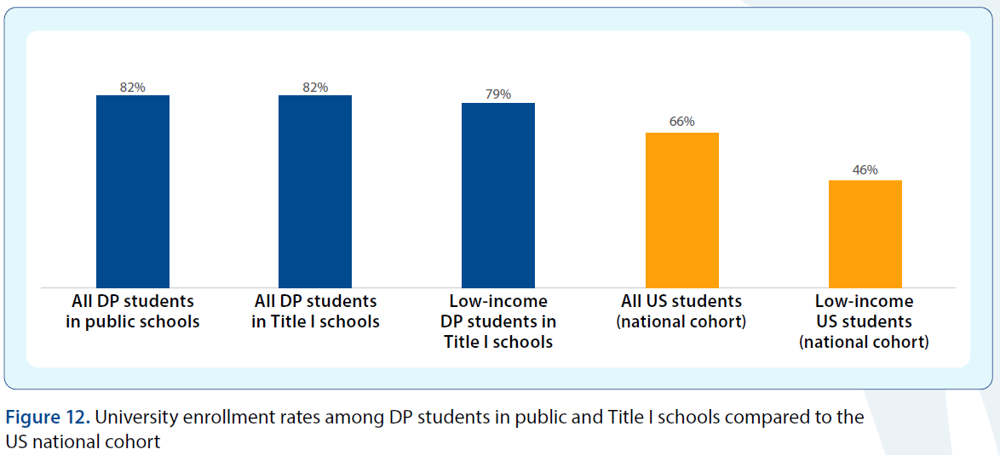 82%
82%
79%
66%
46%
All DP students
in public schools
All DP students
in Title I schools
Low-income
DP students in
Title I schools
All US students
(national cohort)
Low-income
US students
(national cohort)
Figure 12. University enrollment rates among DP students in public and Title I schools compared to the
US national cohort